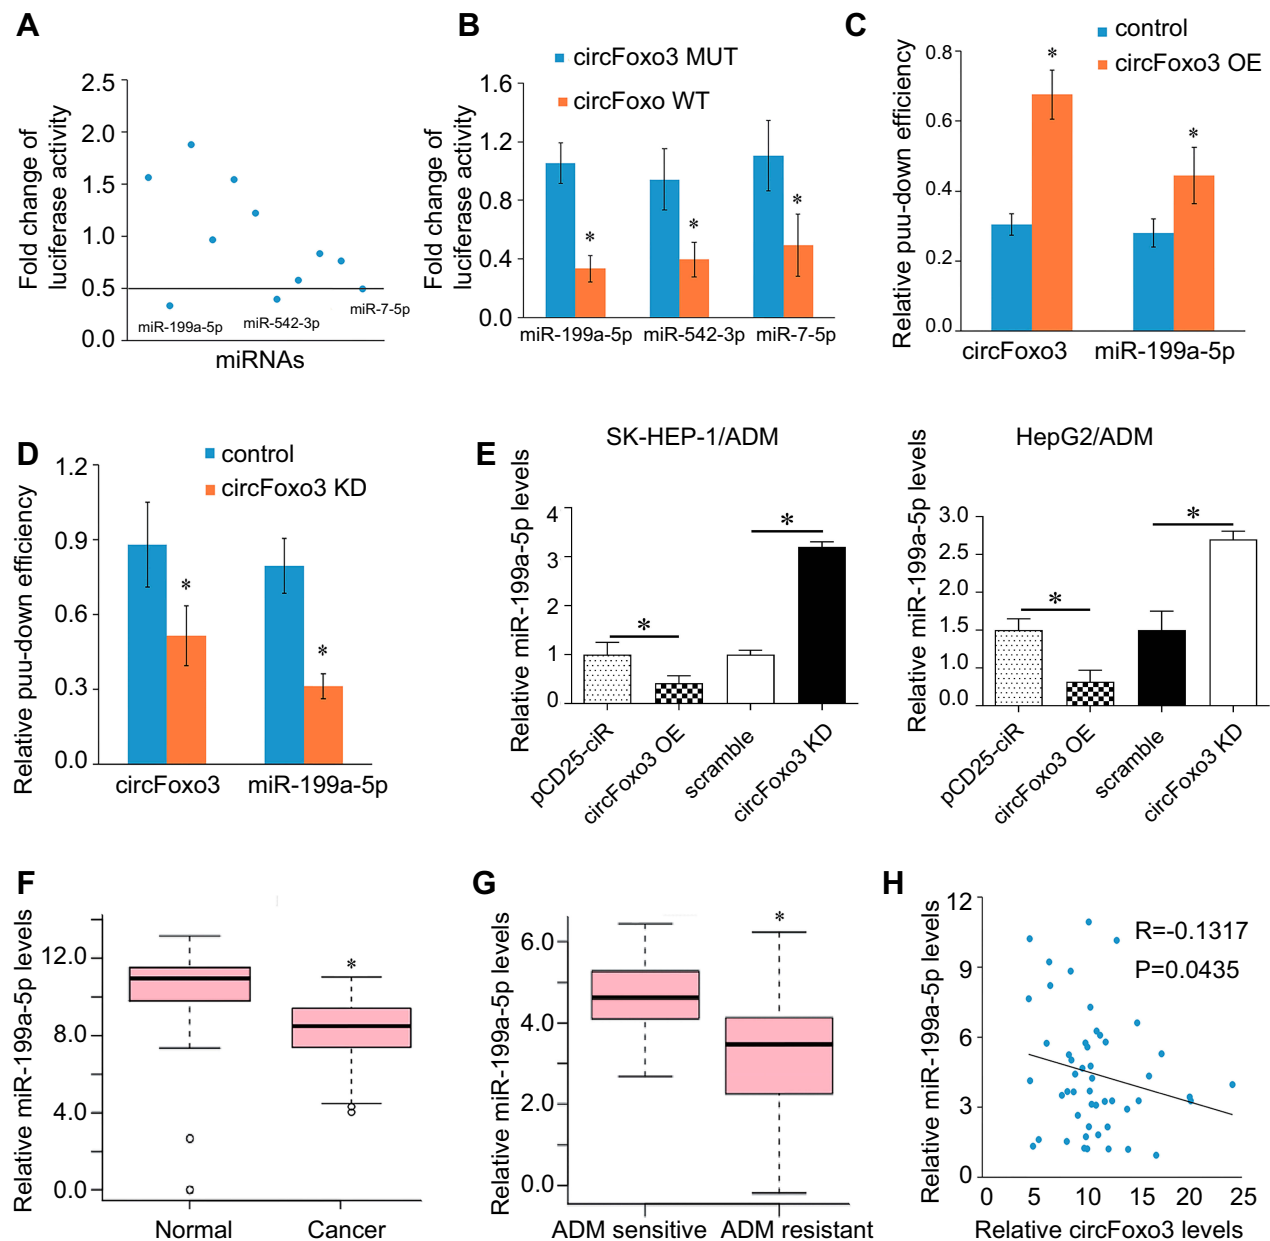 A
Fold change of
luciferase activity
2.5
2.0
1.5
1.0
0.5
0.0
miR-199a-5p
miR-542-3p
miR-7-5p
miRNAs
B
circFoxo3 MUT
circFoxo WT
Fold change of
luciferase activity
1.6
1.2
0.8
0.4
0.0
* * *
miR-199a-5p miR-542-3p miR-7-5p
C
control
circFoxo3 OE
Relative puu-down efficiency
0.8
0.6
0.4
0.2
0.0
* *
circFoxo3 miR-199a-5p
D
control
circFoxo3 KD
Relative puu-down efficiency
1.2
0.9
0.6
0.3
0.0
* *
circFoxo3 miR-199a-5p
E
SK-HEP-1/ADM
Relative miR-199a-5p levels
4
3
2
1
0
* *
pCD25-ciR
circFoxo3 OE
scramble
circFoxo3 KD
HepG2/ADM
Relative miR-199a-5p levels
3.0
2.5
2.0
1.5
1.0
0.0
* *
pCD25-ciR
circFoxo3 OE
scramble
circFoxo3 KD
F
Relative miR-199a-5p levels
12.0
8.0
4.0
0.0
*
Normal Cancer
G
Relative miR-199a-5p levels
6.0
4.0
2.0
0.0
*
ADM sensitive ADM resistant
H
Relative miR-199a-5p levels
12
9
6
3
0
R=-0.1317
P=0.0435
0 5 10 15 20 25
Relative circFoxo3 levels